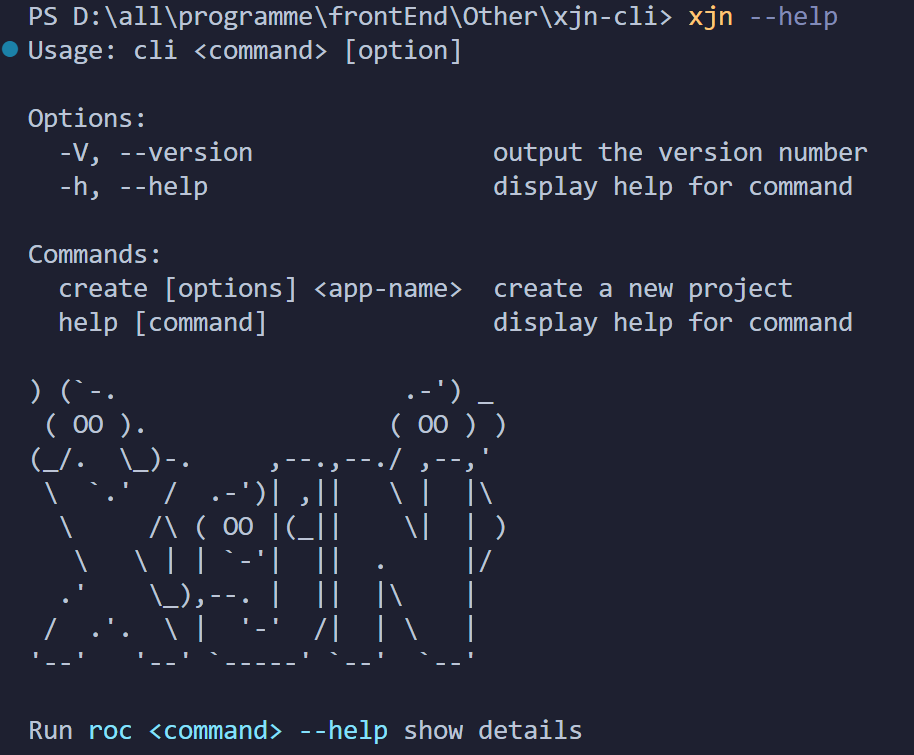 PS D:\all\programme\frontEnd\Other\xjn-cli> xjn --help
Usage: cli <command> [option]

Options:
  -V, --version                output the version number
  -h, --help                   display help for command

Commands:
  create [options] <app-name>  create a new project
  help [command]               display help for command

) (`-.                   .-') _
 ( OO ).                ( OO ) )
(_/.  \_)-.     ,--.,--./ ,--,'
 \  `.'  /  .-')| ,||   \ |  |\
  \     /\ ( OO |(_||    \|  | )
   \   \ | | `-'|  ||  .     |/
  .'    \_),--. |  ||  |\    |
 /  .'.  \ |  '-'  /|  | \   |
'--'   '--' `-----' `--'  `--'

Run roc <command> --help show details